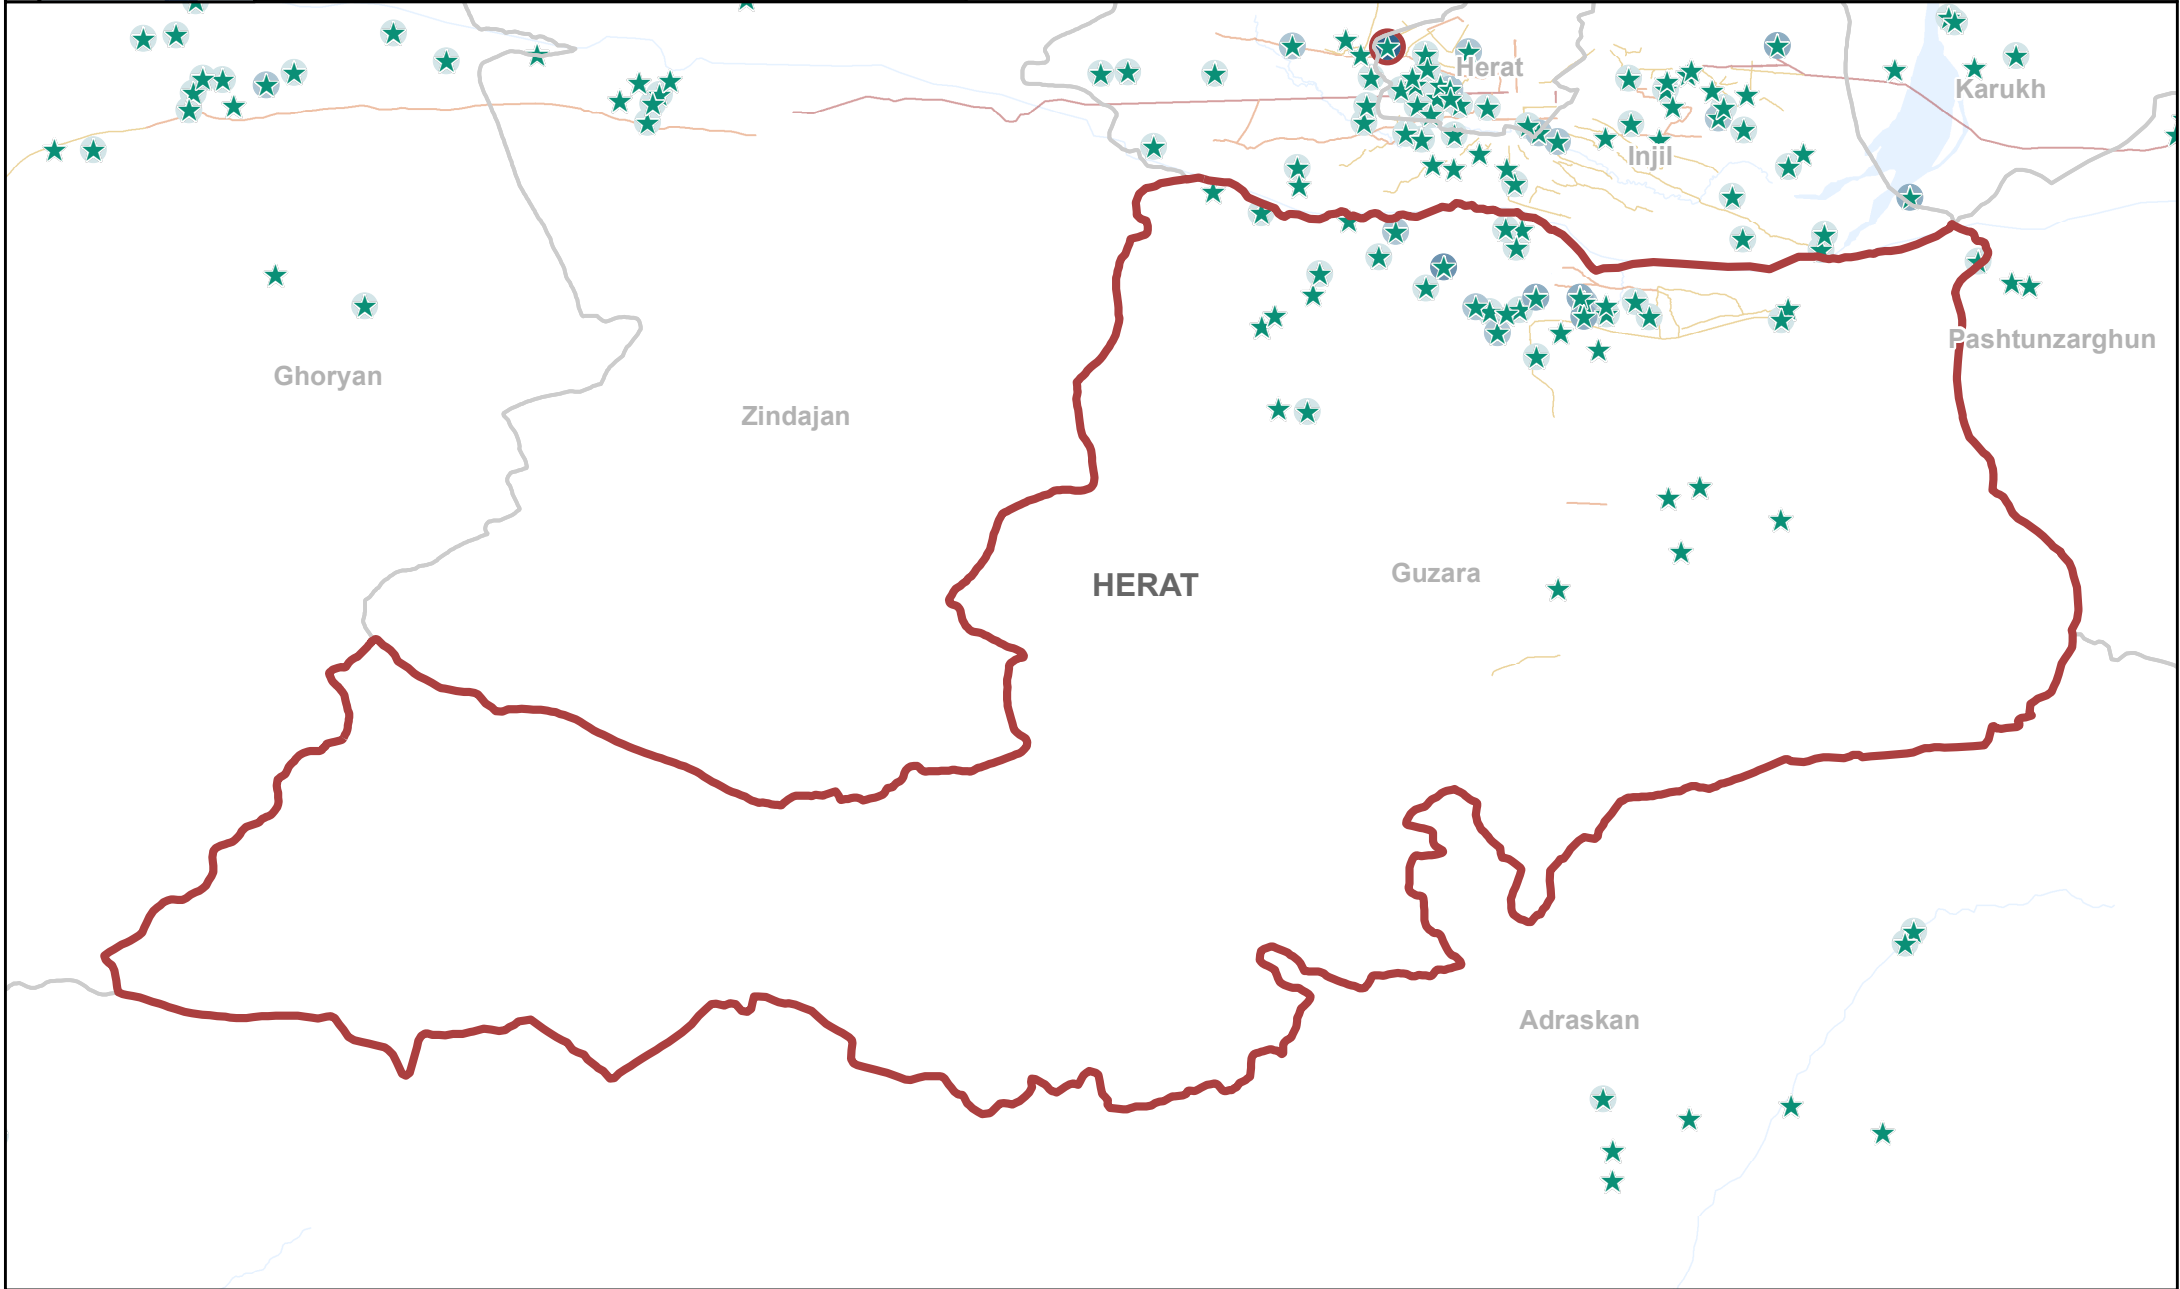 Herat
Karukh
Injil
Pashtunzarghun
Ghoryan
Zindajan
HERAT
Guzara
Adraskan